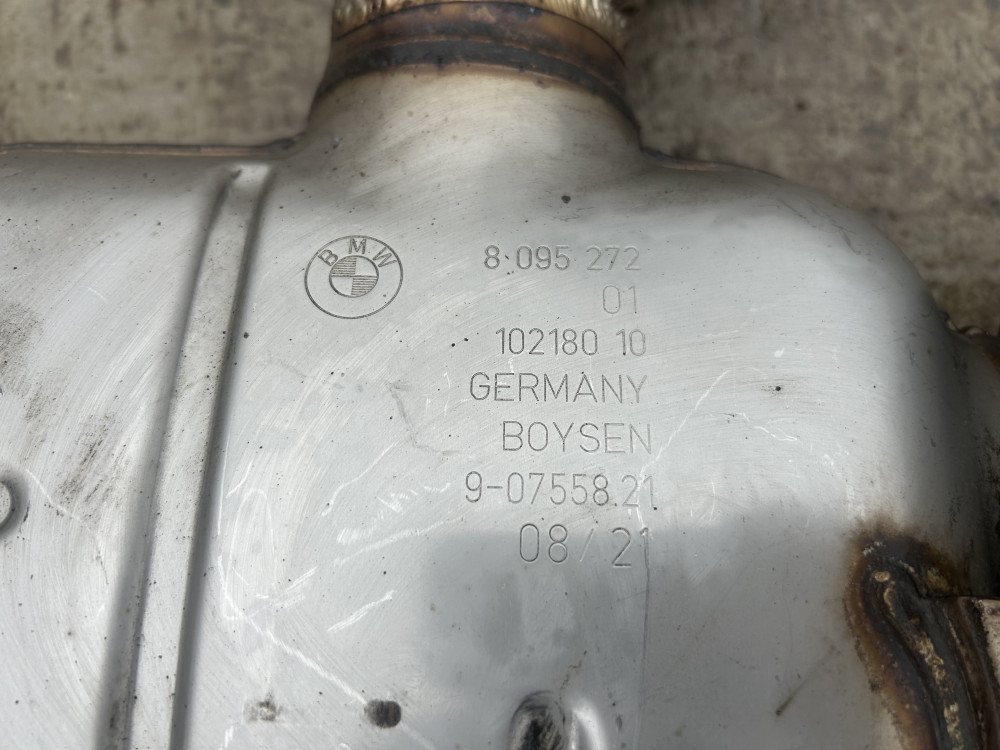 BMW
8 095 272
01
102180 10
GERMANY
BOYSEN
9-07558.21
08/21